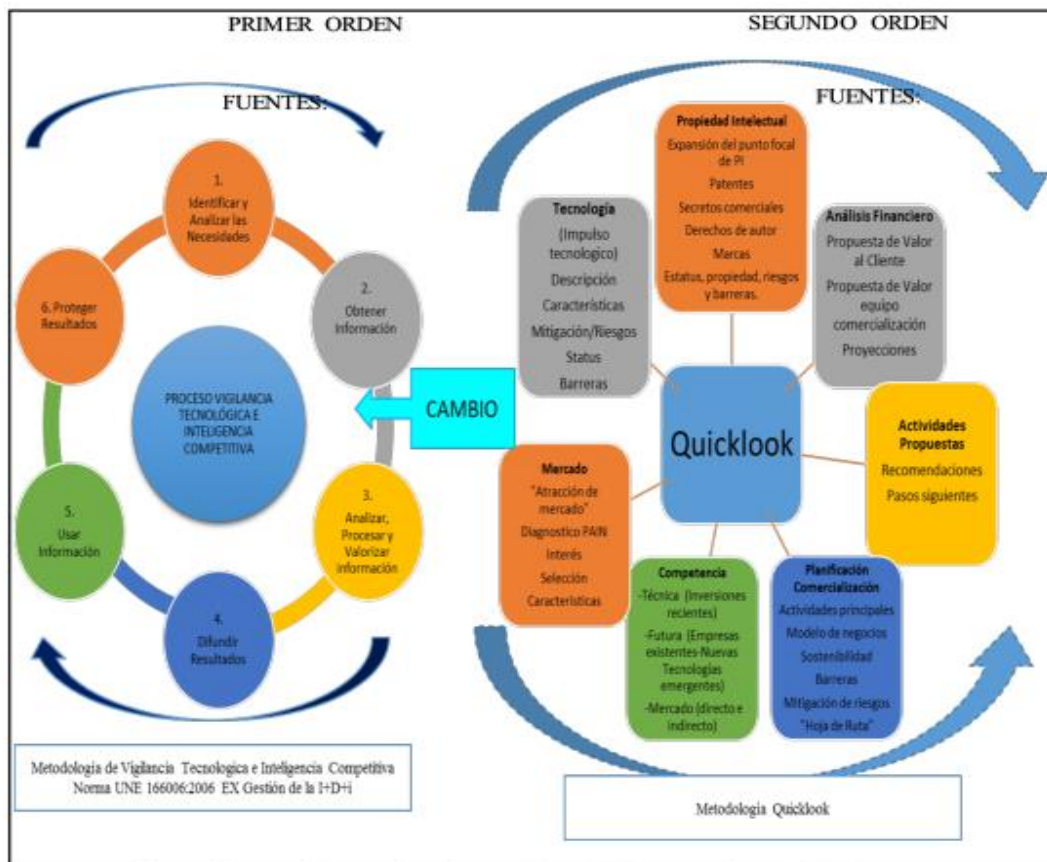 PRIMER ORDEN
FUENTES:
1.
Identificar y
Analizar las
Necesidades
2.
Obtener
Información
3.
Analizar,
Procesar y
Valorizar
información
4.
Difundir
Resultados
5.
Usar
Información
6. Proteger
Resultados
PROCESO VIGILANCIA
TECNOLÓGICA E
INTELIGENCIA
COMPETITIVA
Metodologia de Vigilancia Tecnologica e Inteligencia Competitiva
Norma UNE 166006:2006 EX Gestión de la I+D+i
CAMBIO
SEGUNDO ORDEN
FUENTES:
Propiedad Intelectual
Expansión del punto focal
de PI
Patentes
Secretos comerciales
Derechos de autor
Marcas
Estatus, propiedad, riesgos
y barreras.
Tecnología
(Impulso
tecnologico)
Descripción
Características
Mitigación/Riesgos
Status
Barreras
Análisis Financiero
Propuesta de Valor
al Cliente
Propuesta de Valor
equipo
comercialización
Proyecciones
Quicklook
Actividades
Propuestas
Recomendaciones
Pasos siguientes
Mercado
"Atracción de
mercado"
Diagnostico PAIN
Interés
Selección
Características
Competencia
-Técnica (Inversiones
recientes)
-Futura (Empresas
existentes-Nuevas
Tecnologías
emergentes)
-Mercado (directo e
indirecto)
Planificación
Comercialización
Actividades principales
Modelo de negocios
Sostenibilidad
Barreras
Mitigación de riesgos
"Hoja de Ruta"
Metodologia Quicklook